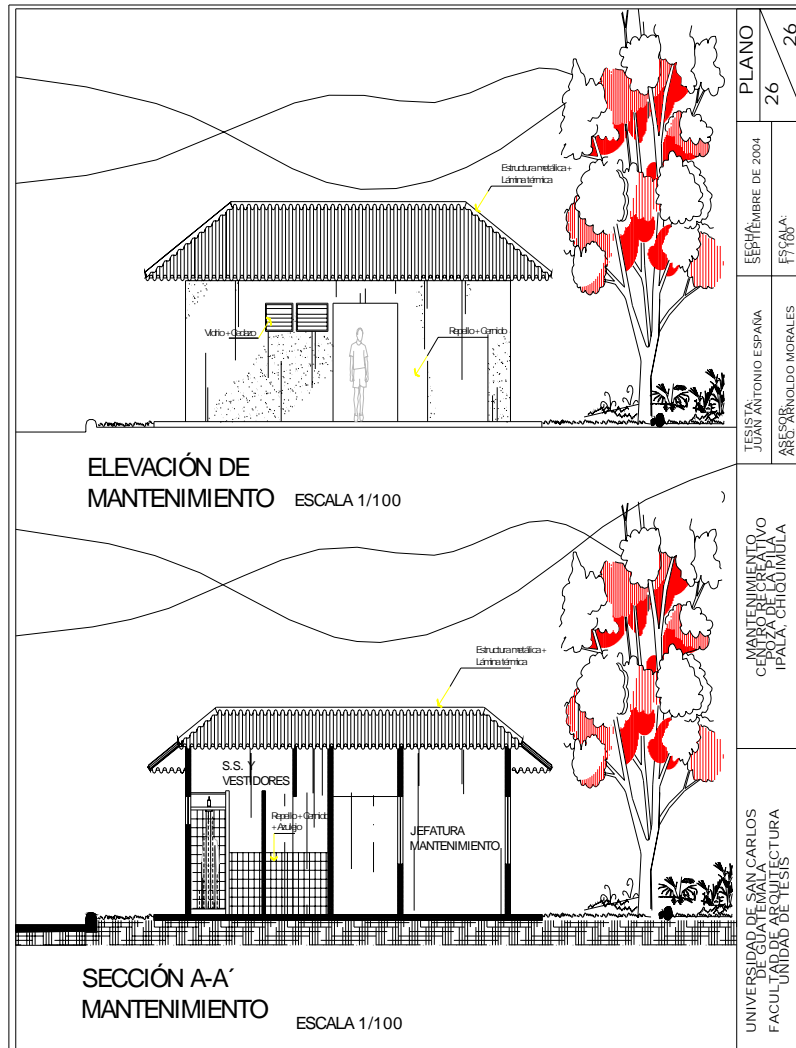 Estructura metálica +
Lámina térmica
Vidrio + Cedazo
Repello + Cernido
ELEVACIÓN DE
MANTENIMIENTO ESCALA 1/100
Estructura metálica +
Lámina térmica
S.S. Y
VESTIDORES
Repello + Cernido
+ Azulejo
JEFATURA
MANTENIMIENTO
SECCIÓN A-A´
MANTENIMIENTO
ESCALA 1/100
PLANO
26
26
FECHA:
SEPTIEMBRE DE 2004
ESCALA:
1 / 100
TESISTA:
JUAN ANTONIO ESPAÑA
ASESOR:
ARQ. ARNOLDO MORALES
MANTENIMIENTO
CENTRO RECREATIVO
POZA DE LA PILA
IPALA, CHIQUIMULA
UNIVERSIDAD DE SAN CARLOS
DE GUATEMALA
FACULTAD DE ARQUITECTURA
UNIDAD DE TESIS